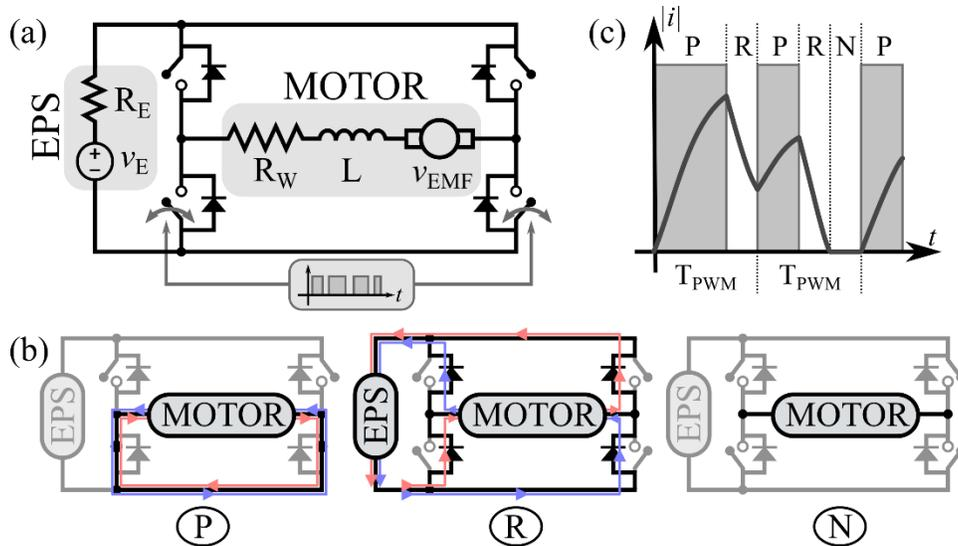 (a)
EPS
R_E
v_E
+
−
MOTOR
R_W
L
v_EMF
t
(c)
|i|
P
R
P
R
N
P
t
T_PWM
T_PWM
(b)
EPS
MOTOR
P
EPS
MOTOR
R
EPS
MOTOR
N